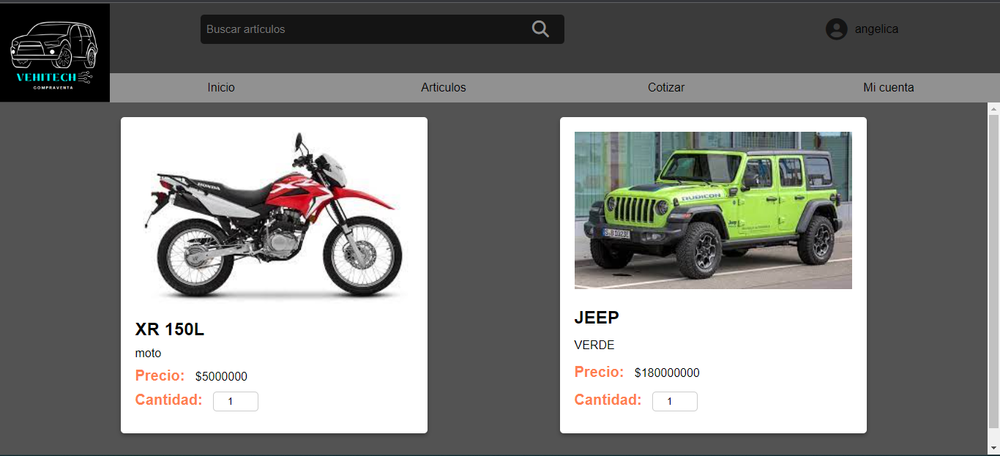 Buscar artículos
angelica
VEHITECH
COMPRAVENTA
Inicio
Articulos
Cotizar
Mi cuenta
HONDA
XR 150L
moto
Precio: $5000000
Cantidad: 1
RUBICON
Jeep
JEEP
VERDE
Precio: $180000000
Cantidad: 1